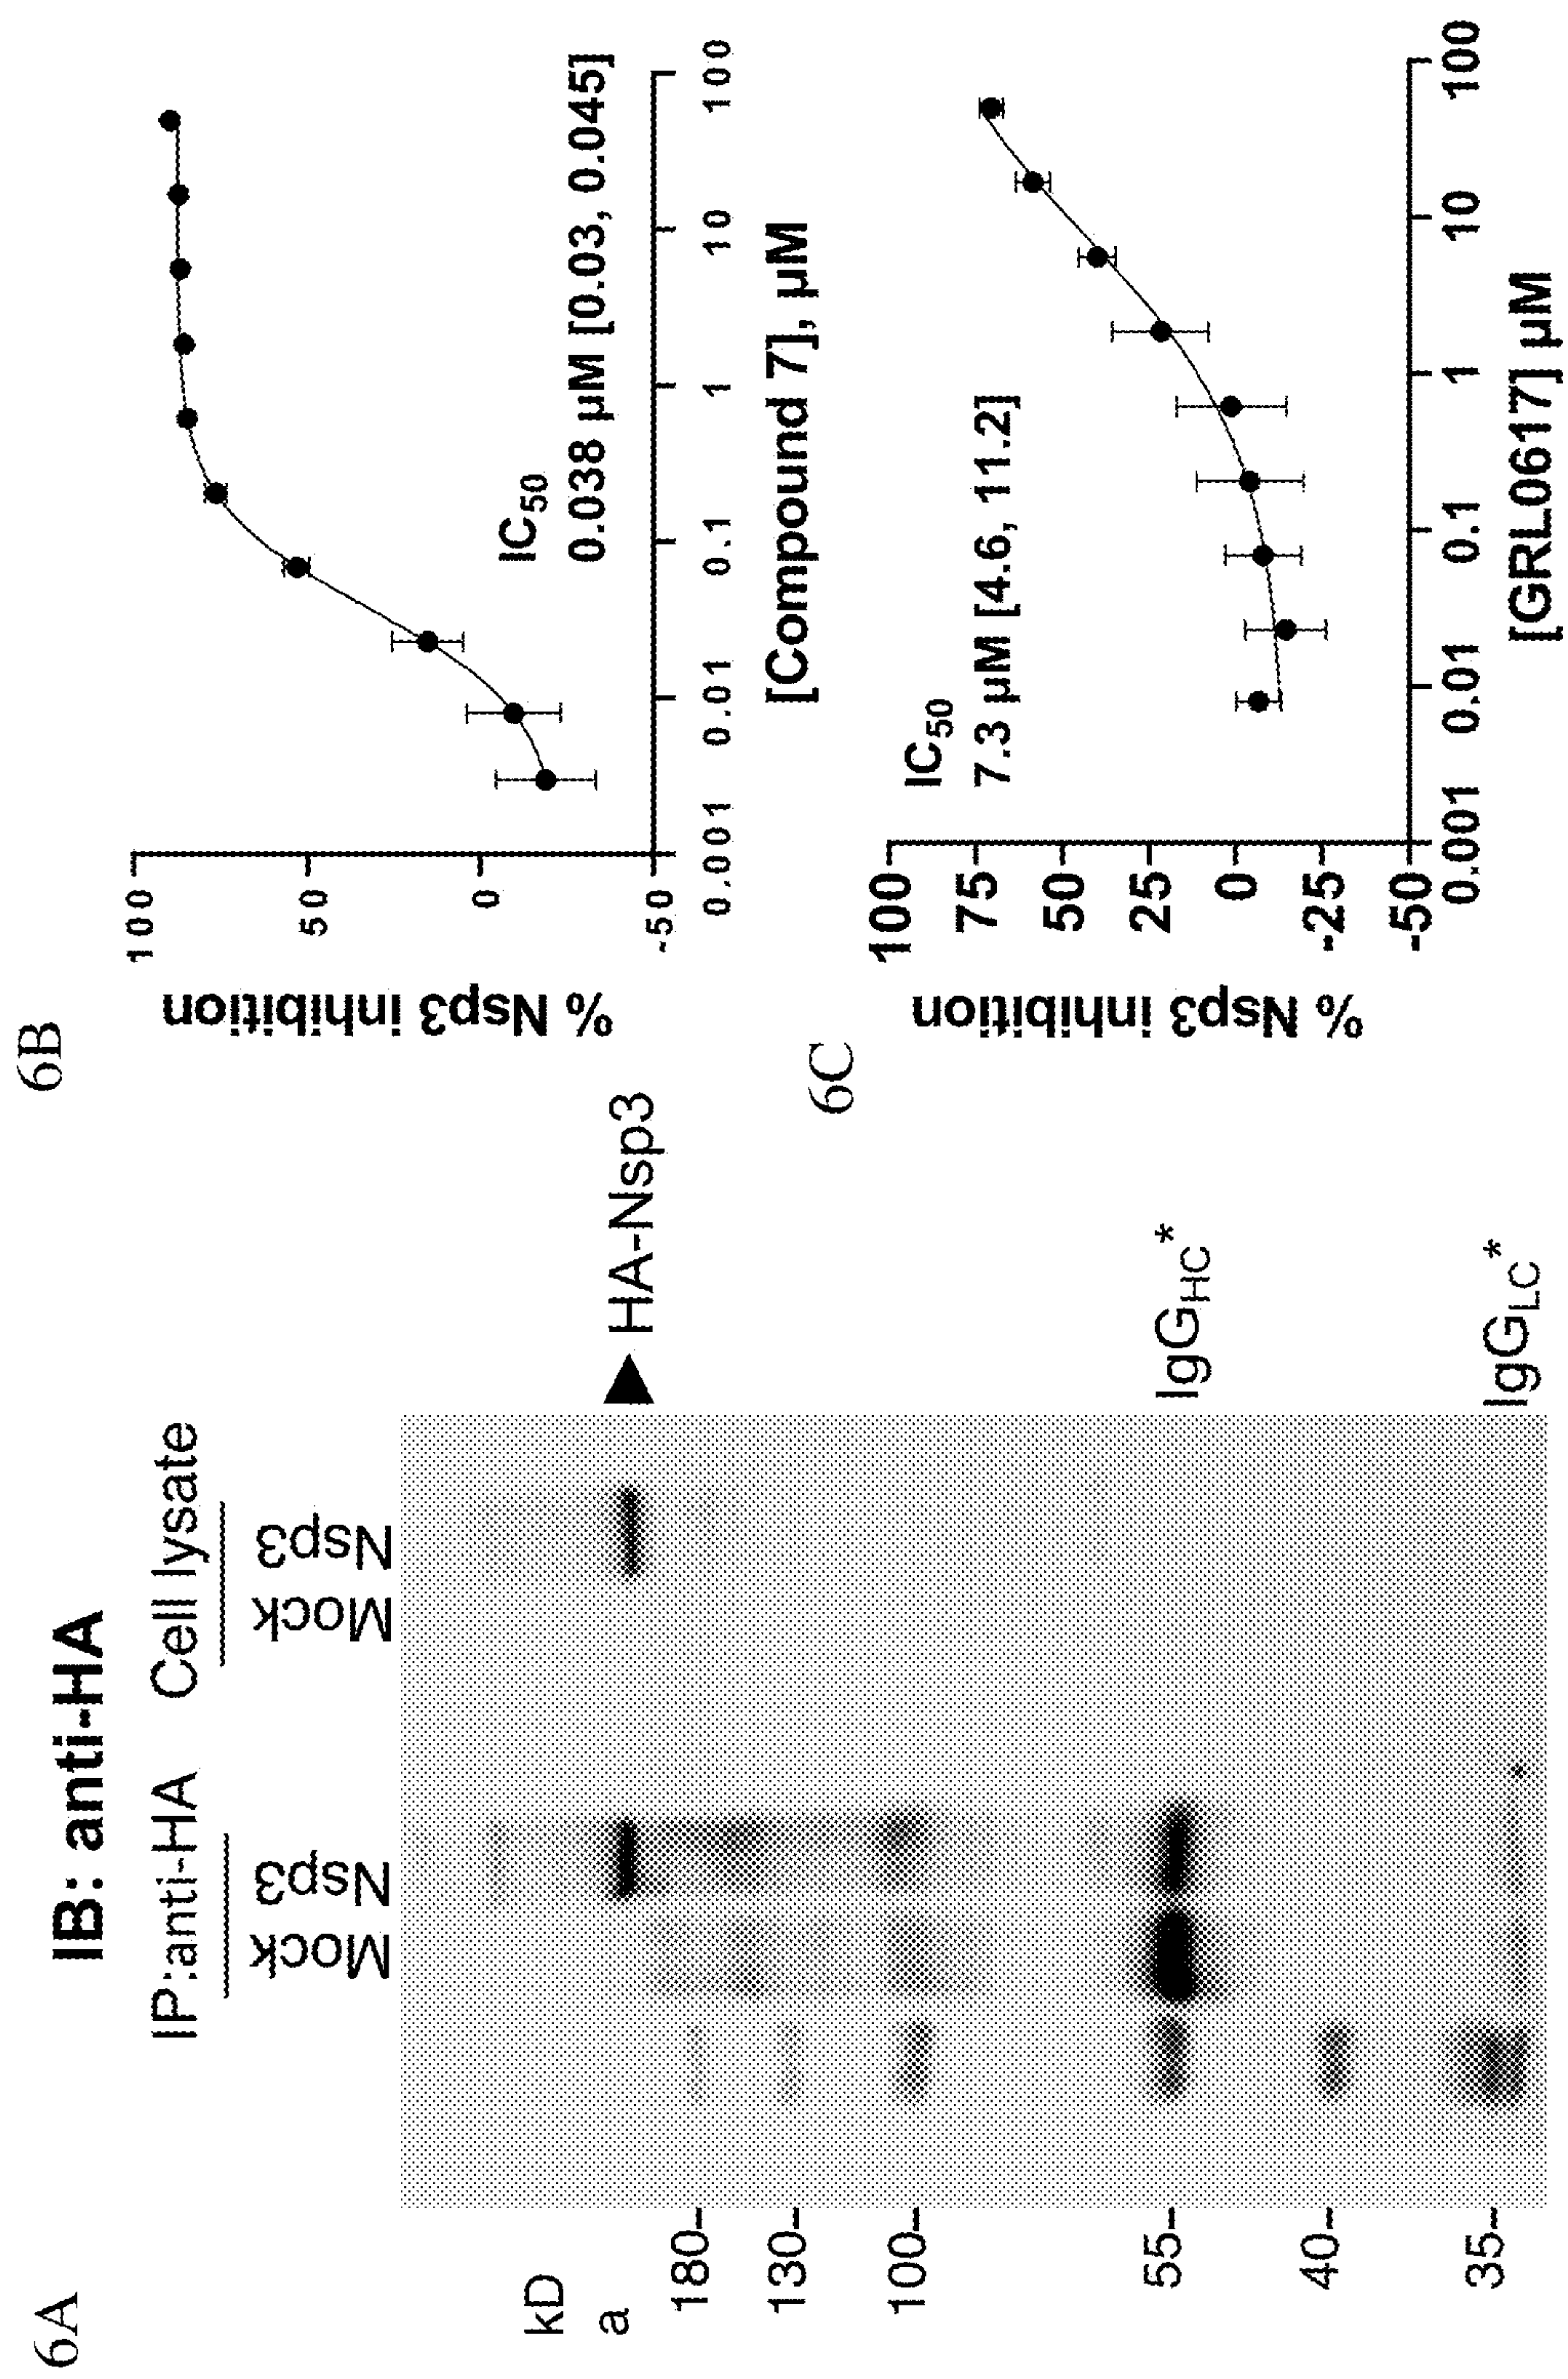 6A
IB: anti-HA
IP:anti-HA Cell lysate
Mock Nsp3 Mock Nsp3
kD
a
180-
130-
100-
55-
40-
35-
HA-Nsp3
IgGHC*
IgGLC*
6B
% Nsp3 inhibition
100
50
0
-50
IC50
0.038 µM [0.03, 0.045]
0.001 0.01 0.1 1 10 100
[Compound 7], µM
6C
% Nsp3 inhibition
100
75
50
25
0
-25
-50
IC50
7.3 µM [4.6, 11.2]
0.001 0.01 0.1 1 10 100
[GRL0617] µM